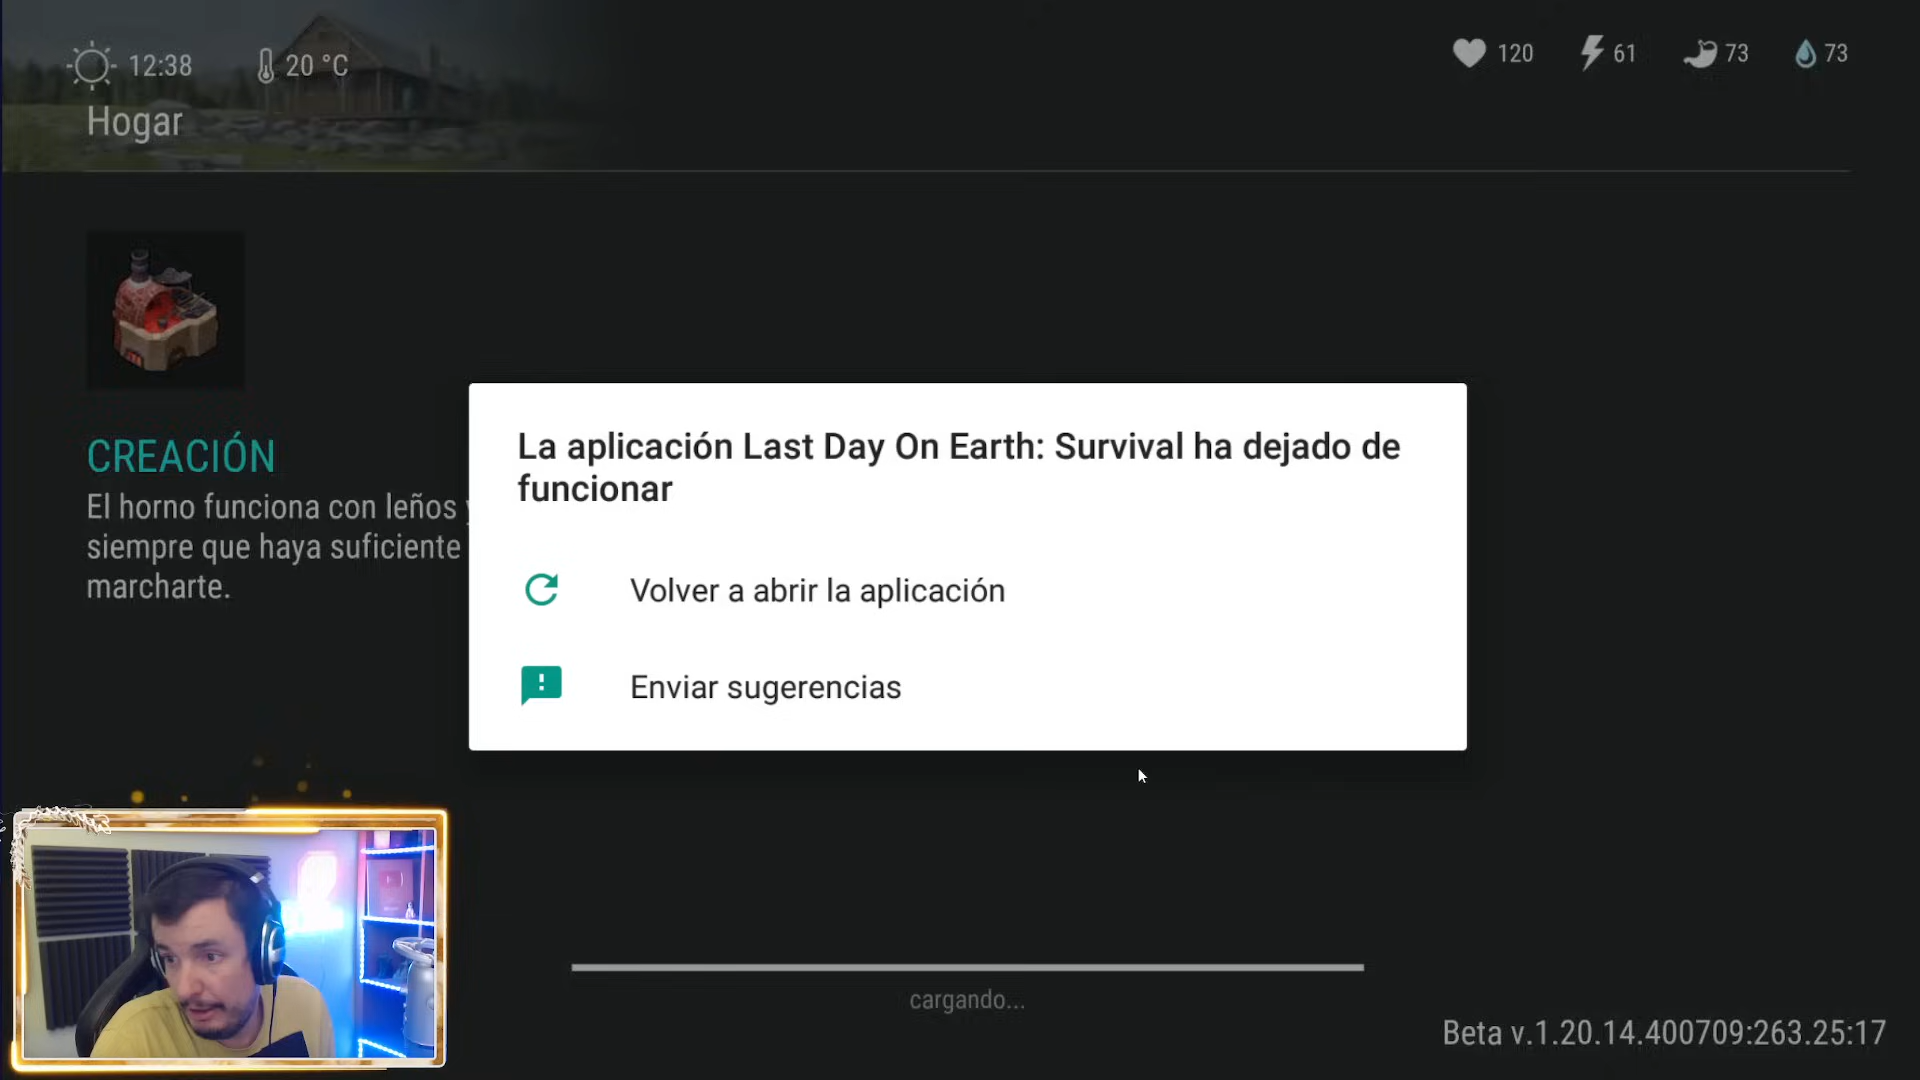 12:38
20 °C
Hogar
120
61
73
73
CREACIÓN
El horno funciona con leños
siempre que haya suficiente
marcharte.
La aplicación Last Day On Earth: Survival ha dejado de
funcionar
Volver a abrir la aplicación
Enviar sugerencias
cargando...
Beta v.1.20.14.400709:263.25:17